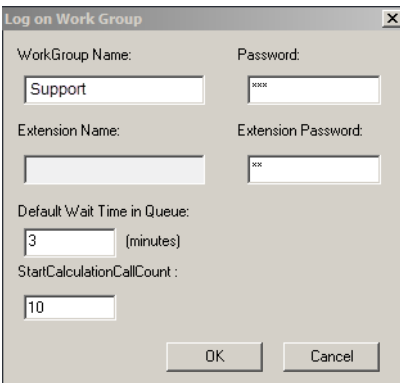 Log on Work Group
WorkGroup Name: Password:
Support ***
Extension Name: Extension Password:
**
Default Wait Time in Queue:
3 (minutes)
StartCalculationCallCount :
10
OK Cancel